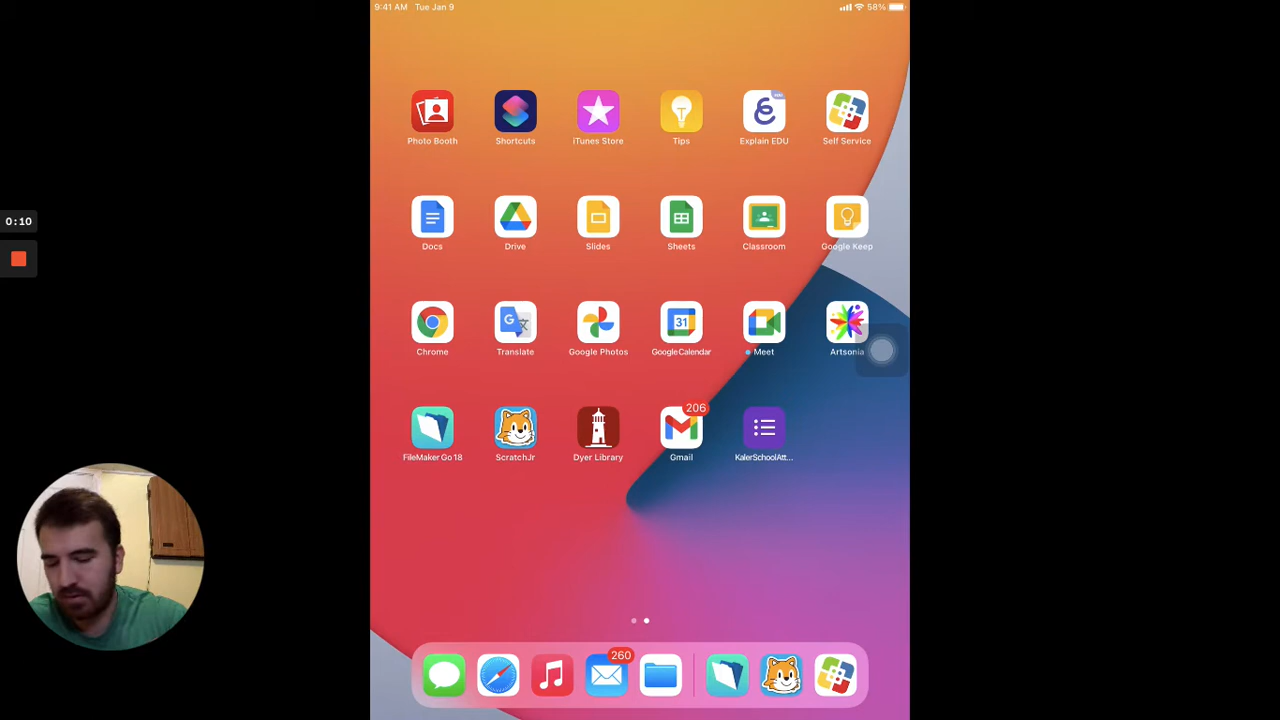 9:41 AM Tue Jan 9
58%
0:10
Photo Booth
Shortcuts
iTunes Store
Tips
Explain EDU
Self Service
Docs
Drive
Slides
Sheets
Classroom
Google Keep
31
Chrome
Translate
Google Photos
Google Calendar
Meet
Artsonia
206
FileMaker Go 18
ScratchJr
Dyer Library
Gmail
KalerSchoolAtt...
260